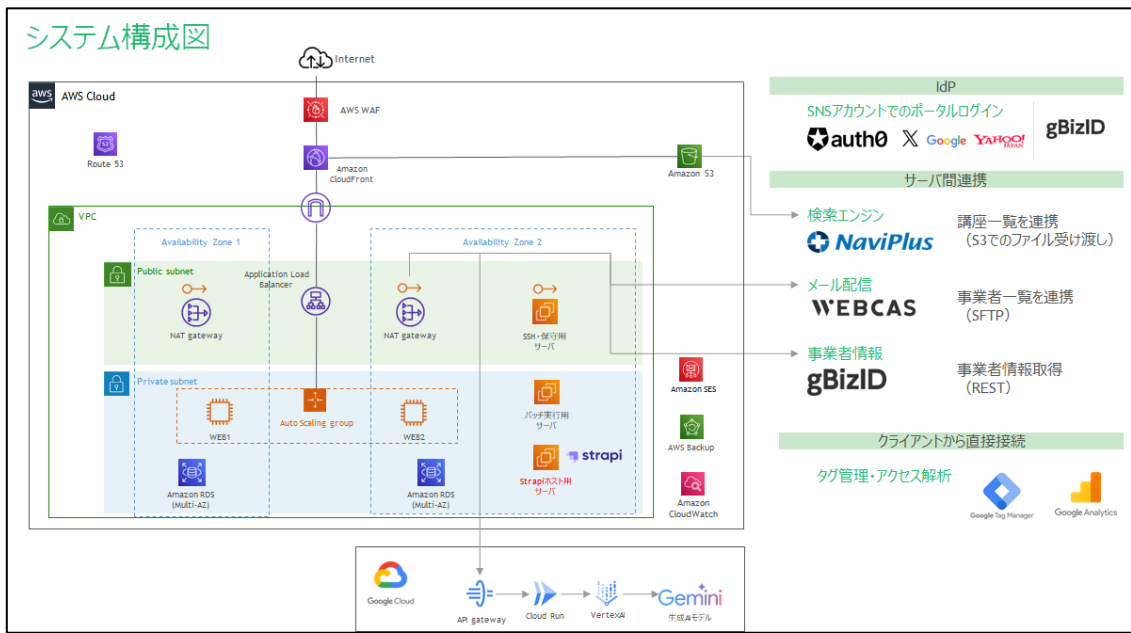 システム構成図
Internet
aws
AWS Cloud
AWS WAF
Route 53
Amazon
CloudFront
Amazon S3
VPC
Availability Zone 1
Availability Zone 2
Public subnet
Application Load
Balancer
NAT gateway
NAT gateway
SSH・保守用
サーバ
Private subnet
Auto Scaling group
WEB1
WEB2
バッチ実行用
サーバ
strapi
Strapiホスト用
サーバ
Amazon RDS
(Multi-AZ)
Amazon RDS
(Multi-AZ)
Amazon SES
AWS Backup
Amazon
CloudWatch
Google Cloud
API gateway
Cloud Run
VertexAI
Gemini
生成AIモデル
IdP
SNSアカウントでのポータルログイン
auth0
X
Google
YAHOO!
JAPAN
gBizID
サーバ間連携
検索エンジン
NaviPlus
講座一覧を連携
（S3でのファイル受け渡し）
メール配信
WEBCAS
事業者一覧を連携
（SFTP）
事業者情報
gBizID
事業者情報取得
（REST）
クライアントから直接接続
タグ管理・アクセス解析
Google Tag Manager
Google Analytics